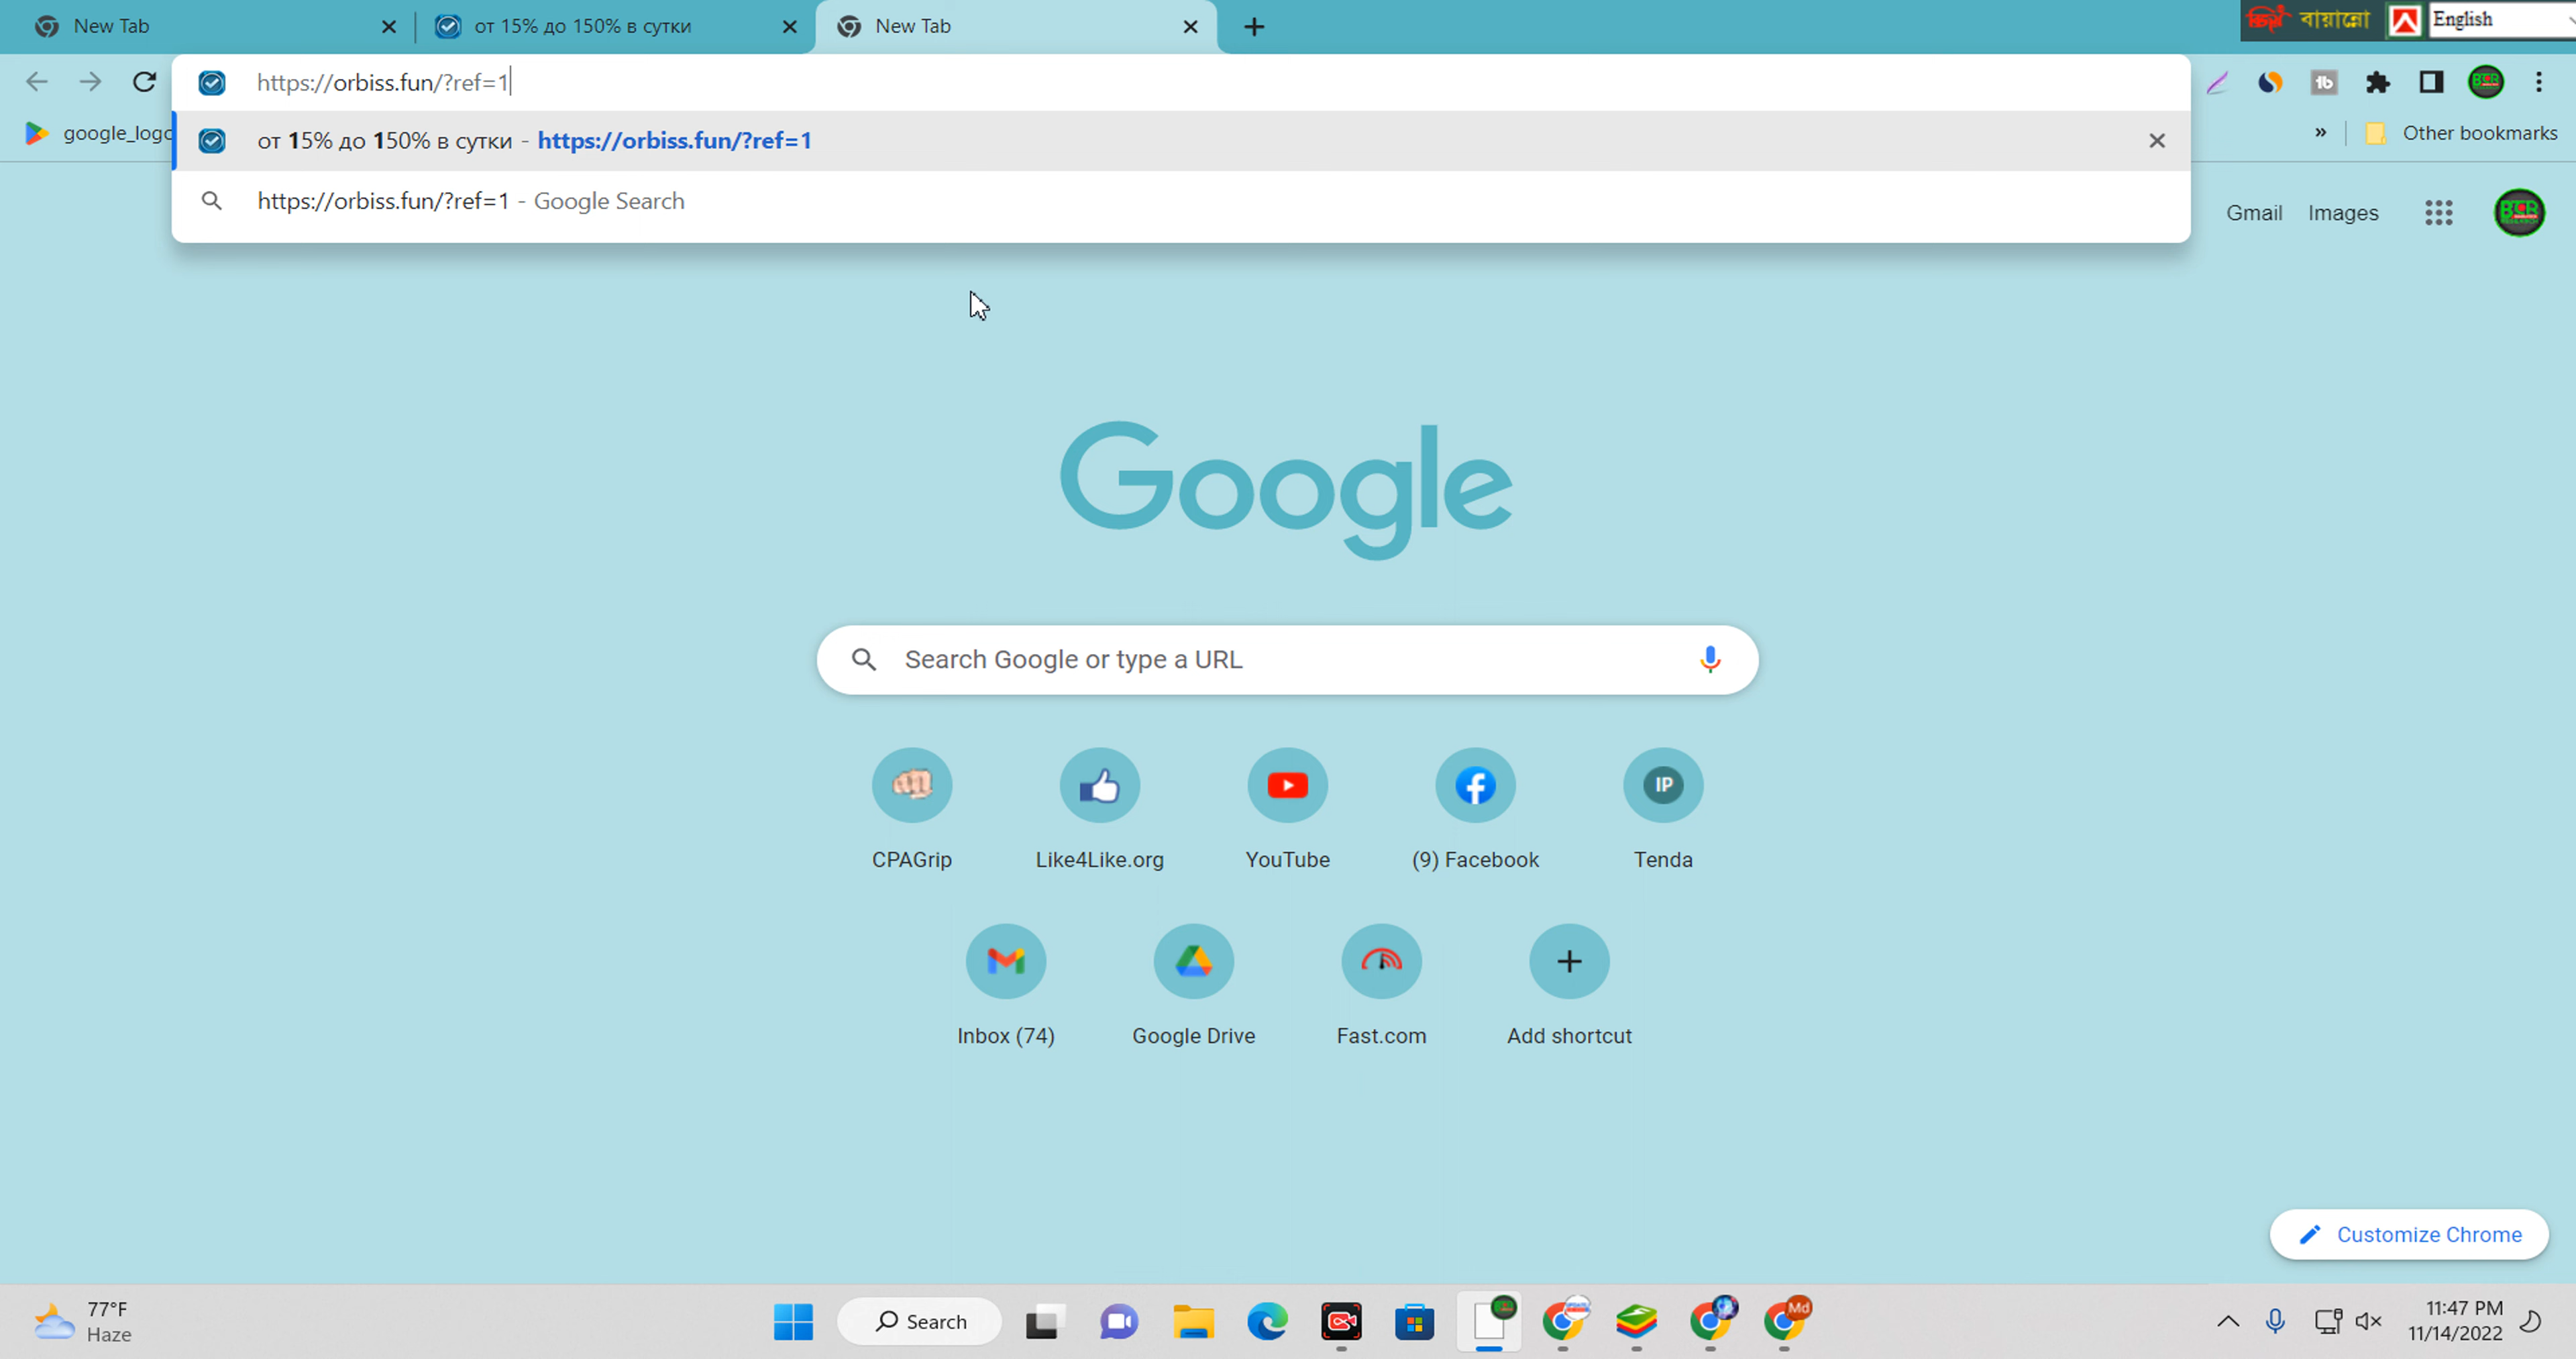 New Tab
от 15% до 150% в сутки
New Tab
বায়ান্নো
English
https://orbiss.fun/?ref=1
google_logo
от 15% до 150% в сутки - https://orbiss.fun/?ref=1
Other bookmarks
https://orbiss.fun/?ref=1 - Google Search
Gmail
Images
Google
Search Google or type a URL
IP
CPAGrip
Like4Like.org
YouTube
(9) Facebook
Tenda
Inbox (74)
Google Drive
Fast.com
Add shortcut
Customize Chrome
77°F
Haze
Search
Md
11:47 PM
11/14/2022